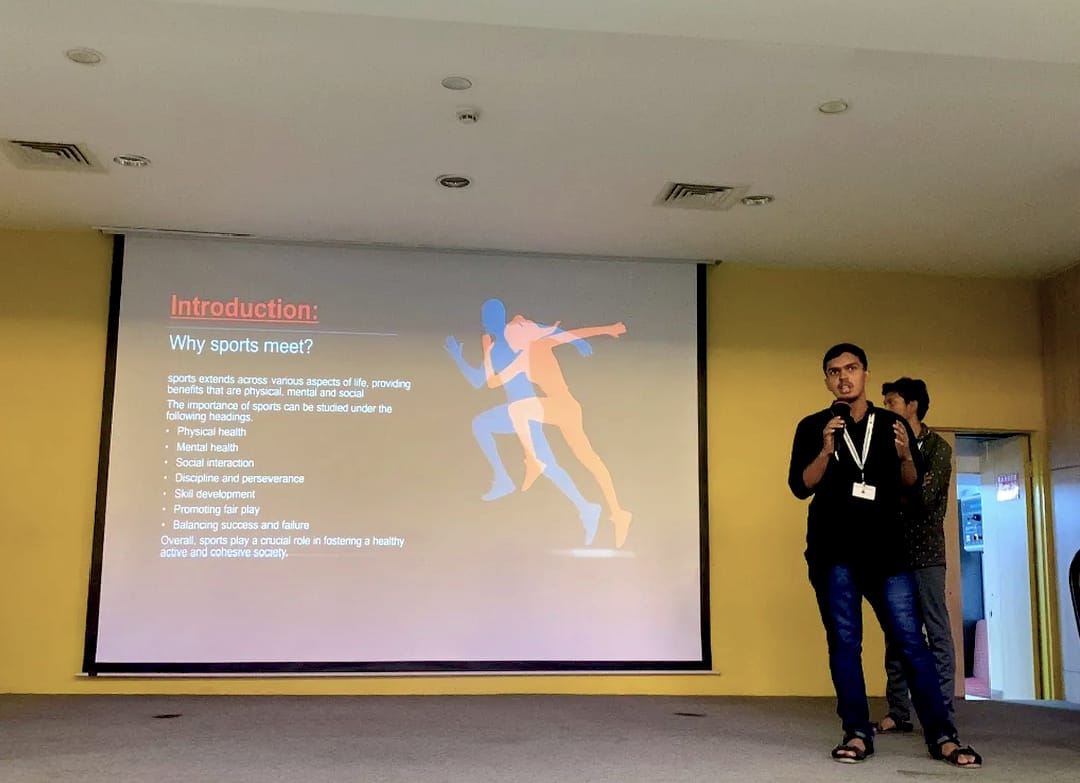 Introduction:
Why sports meet?
sports extends across various aspects of life, providing
benefits that are physical, mental and social
The importance of sports can be studied under the
following headings.
• Physical health
• Mental health
• Social interaction
• Discipline and perseverance
• Skill development
• Promoting fair play
• Balancing success and failure
Overall, sports play a crucial role in fostering a healthy
active and cohesive society.